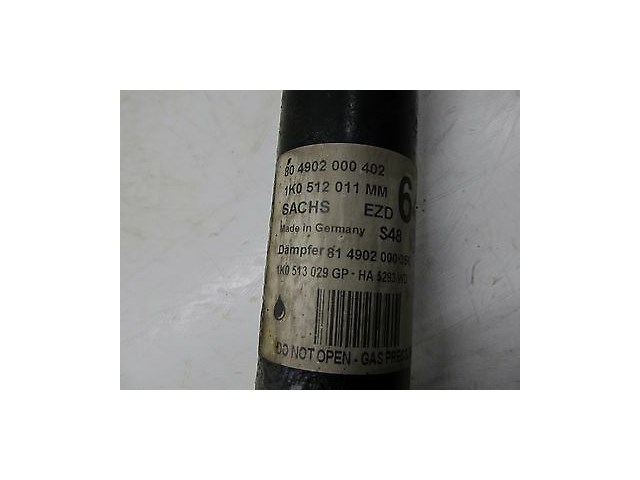 80 4902 000 402
1K0 512 011 MM
SACHS EZD 6
Made in Germany S48
Dämpfer 81 4902 000
1K0 513 029 GP - HA
DO NOT OPEN - GAS